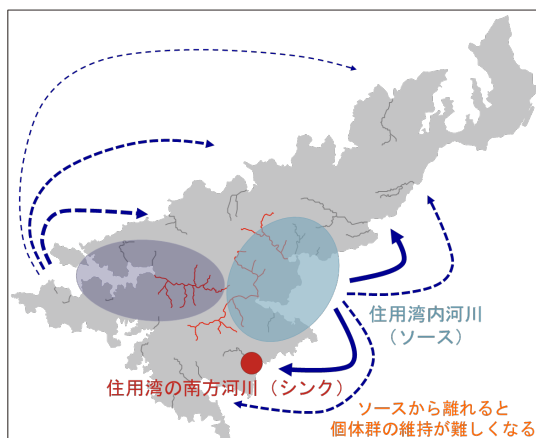 住用湾内河川
（ソース）
住用湾の南方河川（シンク）
ソースから離れると
個体群の維持が難しくなる